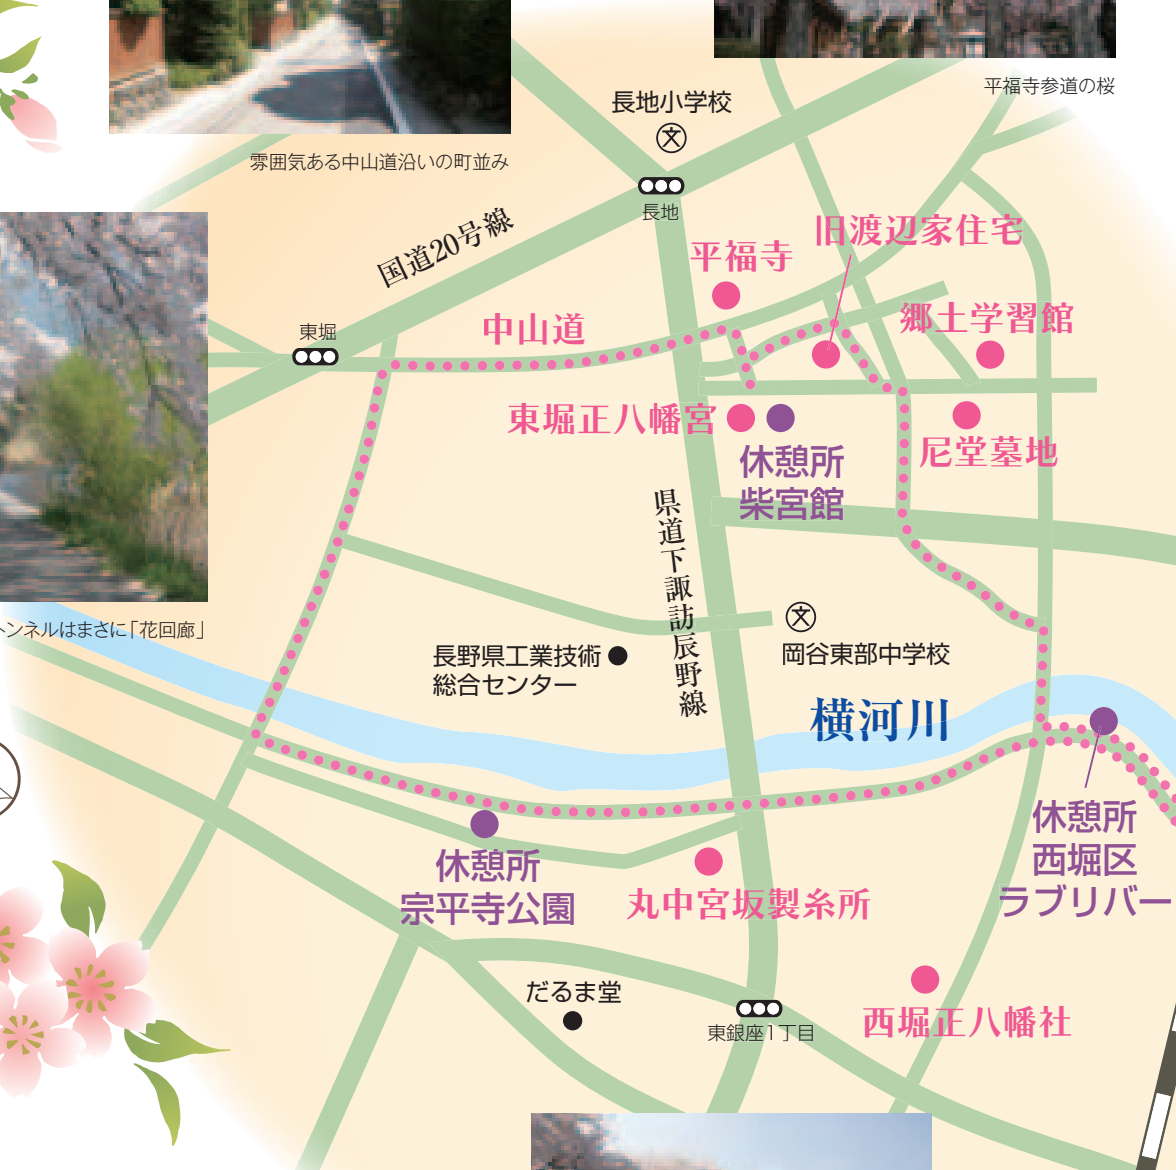 平福寺参道の桜
長地小学校
文
雰囲気ある中山道沿いの町並み
長地
国道20号線
旧渡辺家住宅
平福寺
郷土学習館
中山道
東堀
東堀正八幡宮
尼堂墓地
休憩所
柴宮館
県道下諏訪辰野線
文
トンネルはまさに「花回廊」
長野県工業技術
総合センター
岡谷東部中学校
横河川
休憩所
西堀区
ラブリバー
休憩所
宗平寺公園
丸中宮坂製糸所
だるま堂
東銀座1丁目
西堀正八幡社